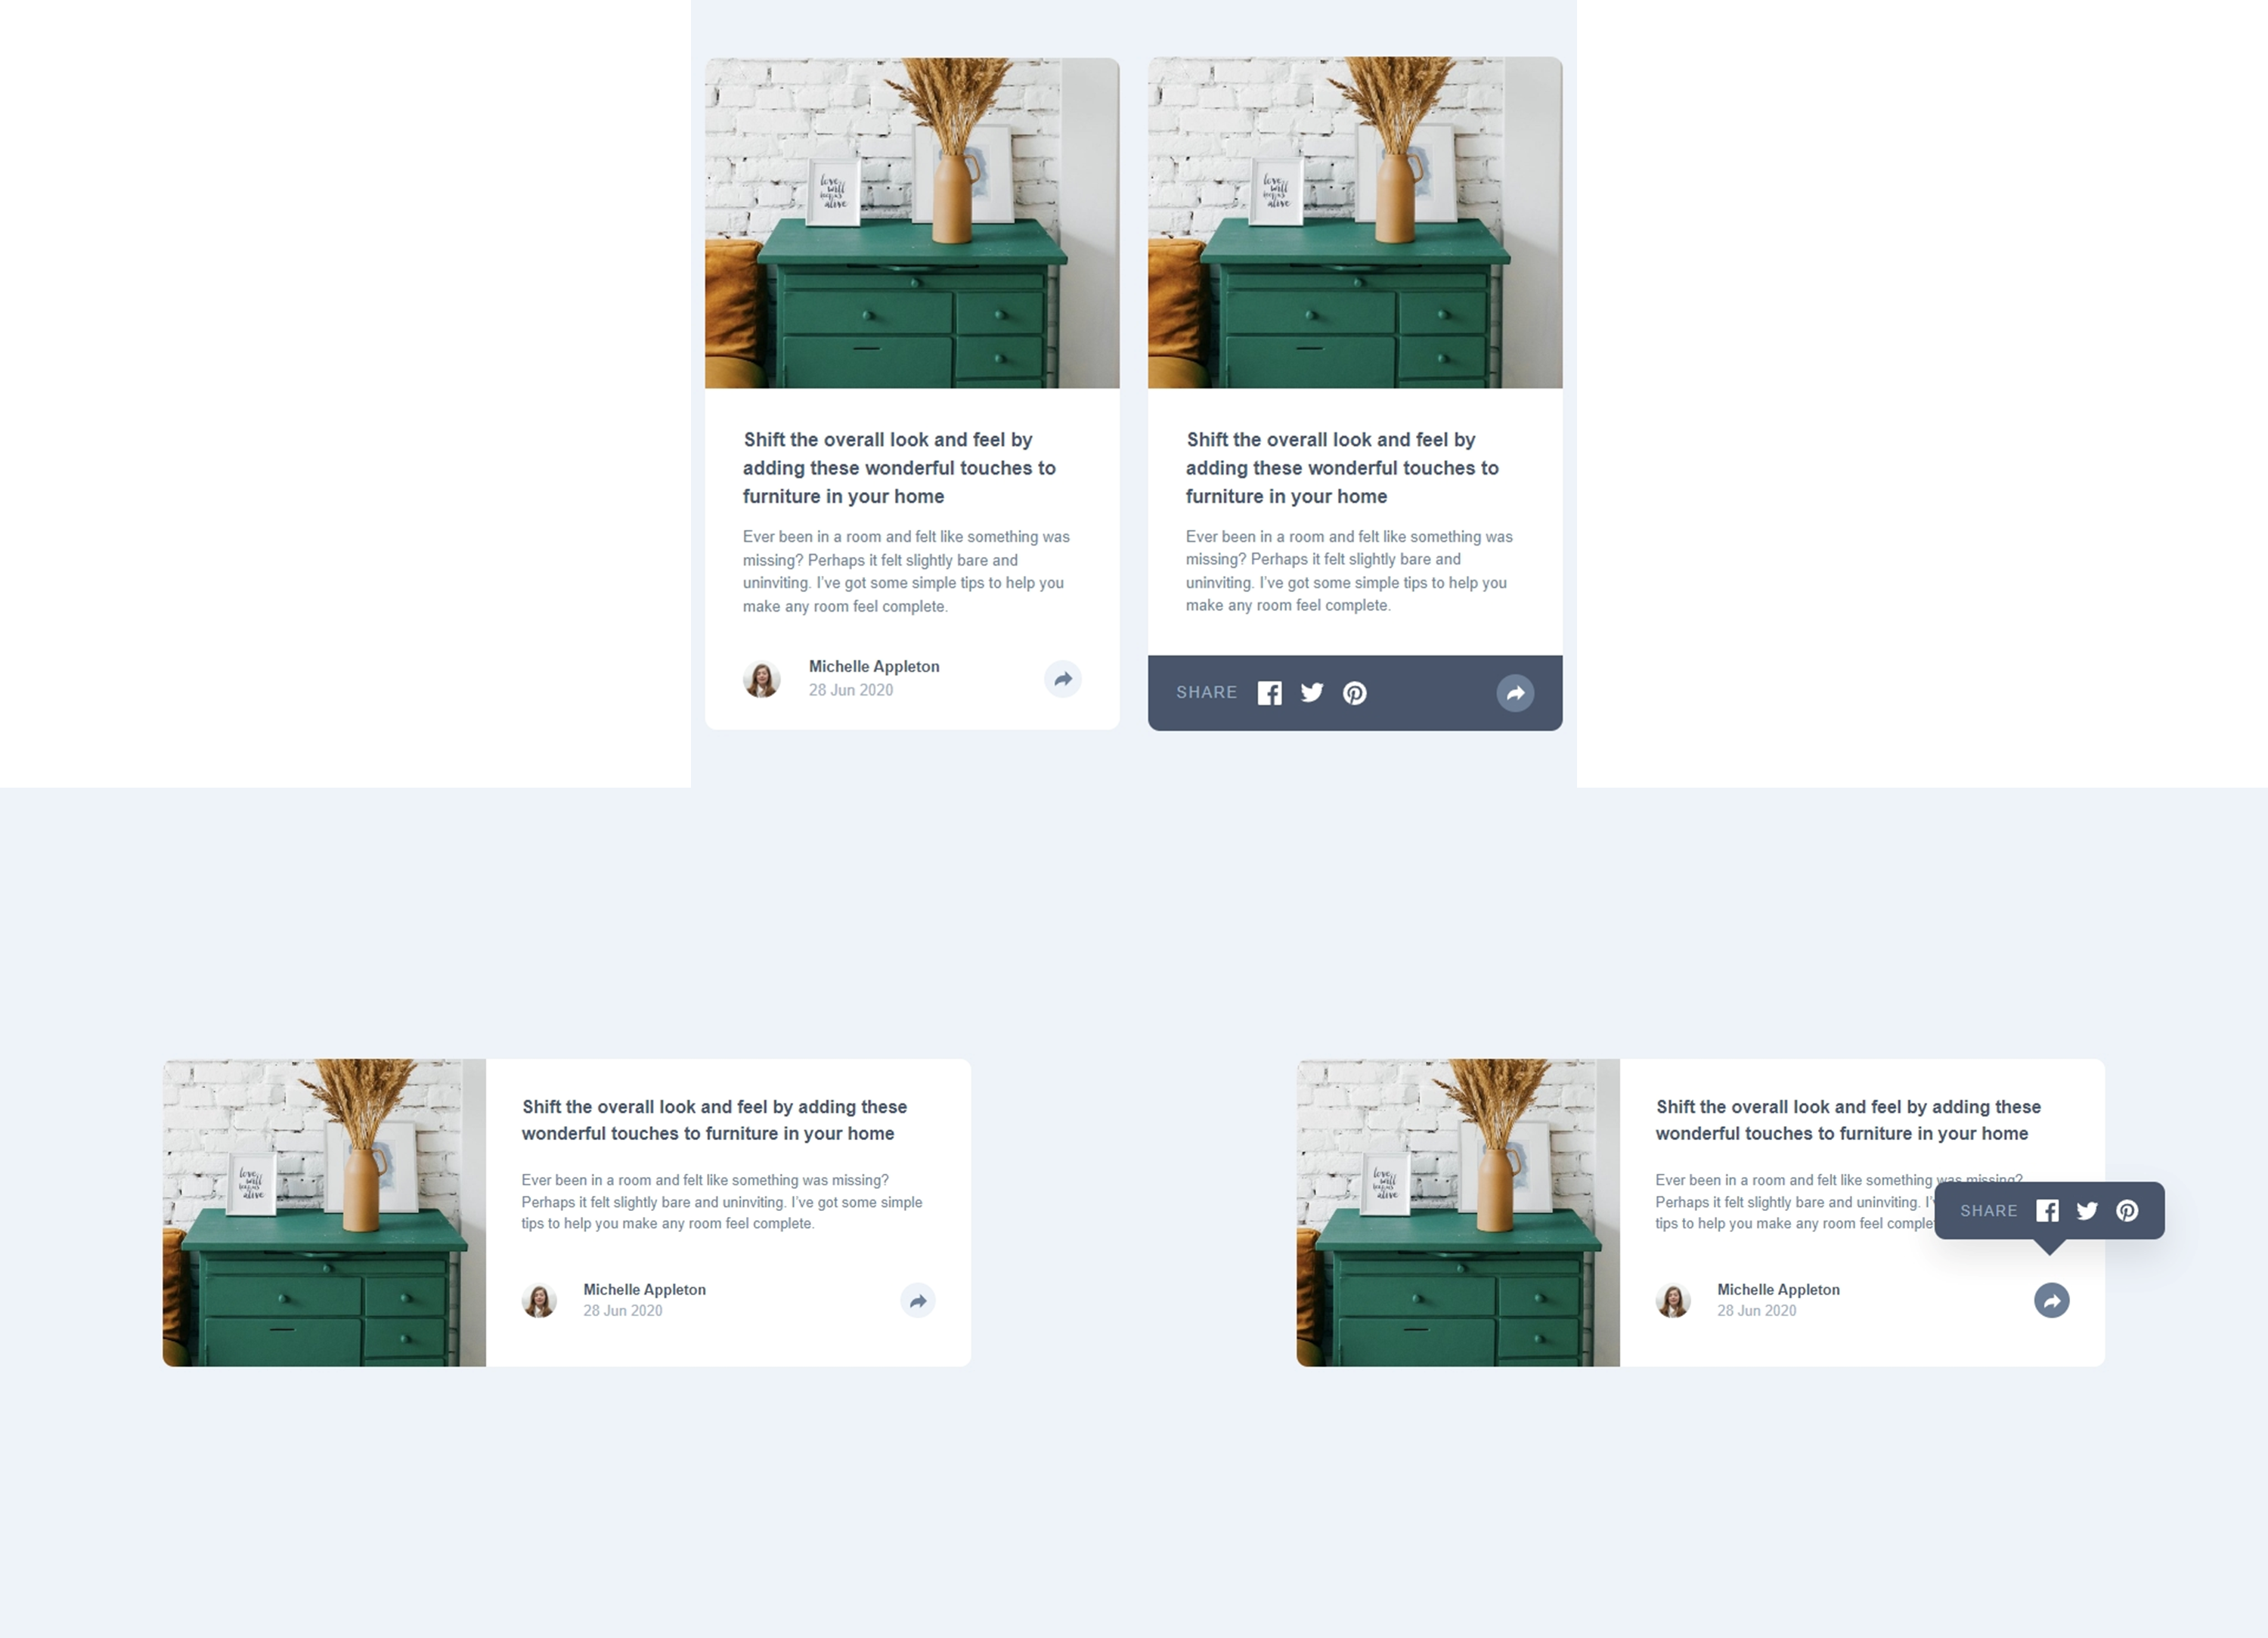 love
will
keep us
alive
love
will
keep us
alive
Shift the overall look and feel by
adding these wonderful touches to
furniture in your home
Ever been in a room and felt like something was
missing? Perhaps it felt slightly bare and
uninviting. I've got some simple tips to help you
make any room feel complete.
Michelle Appleton
28 Jun 2020
Shift the overall look and feel by
adding these wonderful touches to
furniture in your home
Ever been in a room and felt like something was
missing? Perhaps it felt slightly bare and
uninviting. I've got some simple tips to help you
make any room feel complete.
SHARE
love
will
keep us
alive
Shift the overall look and feel by adding these
wonderful touches to furniture in your home
Ever been in a room and felt like something was missing?
Perhaps it felt slightly bare and uninviting. I've got some simple
tips to help you make any room feel complete.
Michelle Appleton
28 Jun 2020
love
will
keep us
alive
Shift the overall look and feel by adding these
wonderful touches to furniture in your home
Ever been in a room and felt like something was missing?
Perhaps it felt slightly bare and uninviting.
tips to help you make any room feel
SHARE
Michelle Appleton
28 Jun 2020